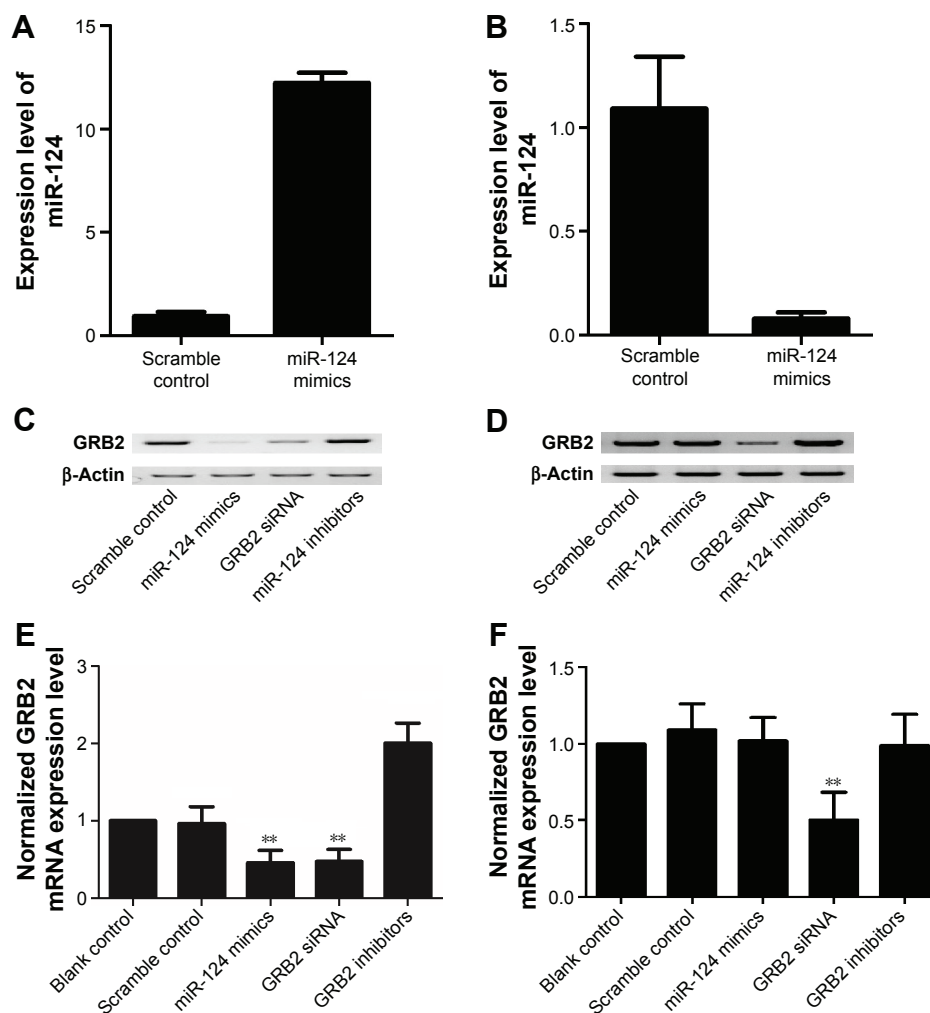 A
Expression level of
miR-124
15
10
5
0
Scramble
control
miR-124
mimics
B
Expression level of
miR-124
1.5
1.0
0.5
0.0
Scramble
control
miR-124
mimics
C
GRB2
β-Actin
Scramble control
miR-124 mimics
GRB2 siRNA
miR-124 inhibitors
D
GRB2
β-Actin
Scramble control
miR-124 mimics
GRB2 siRNA
miR-124 inhibitors
E
Normalized GRB2
mRNA expression level
3
2
1
0
**
**
Blank control
Scramble control
miR-124 mimics
GRB2 siRNA
GRB2 inhibitors
F
Normalized GRB2
mRNA expression level
1.5
1.0
0.5
0.0
**
Blank control
Scramble control
miR-124 mimics
GRB2 siRNA
GRB2 inhibitors